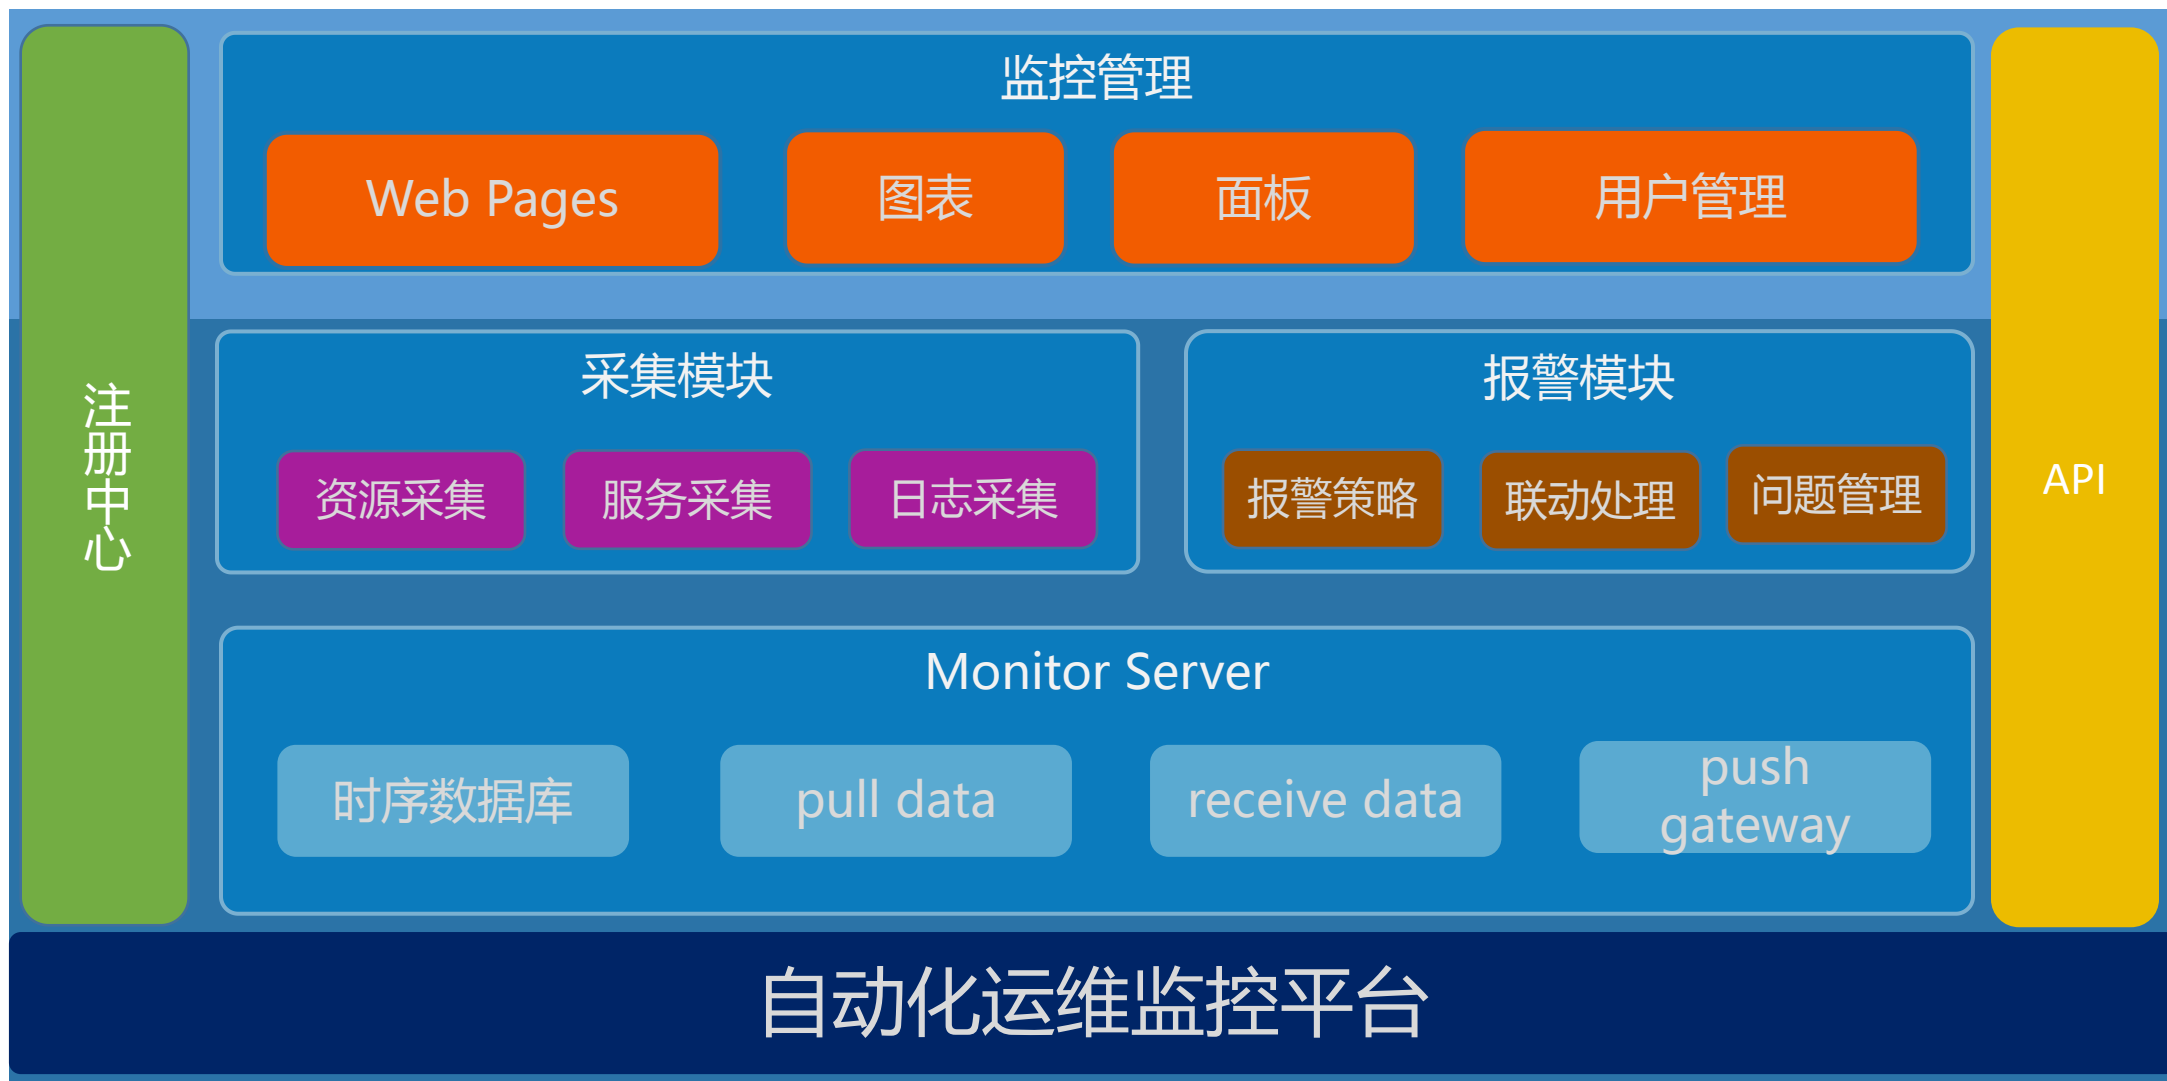 监控管理
Web Pages
图表
面板
用户管理
注册中心
采集模块
资源采集
服务采集
日志采集
报警模块
报警策略
联动处理
问题管理
API
Monitor Server
时序数据库
pull data
receive data
push
gateway
自动化运维监控平台